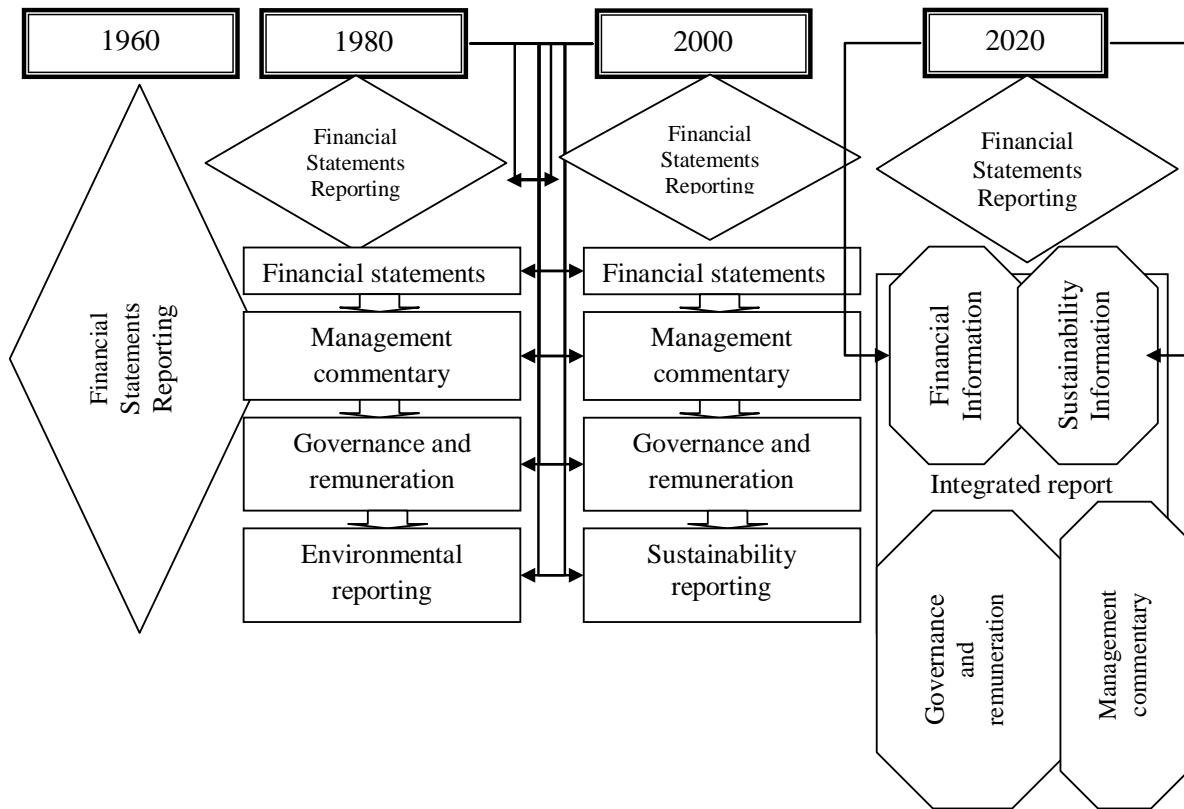 1960
Financial
Statements
Reporting
1980
Financial
Statements
Reporting
Financial statements
Management
commentary
Governance and
remuneration
Environmental
reporting
2000
Financial
Statements
Reporting
Financial statements
Management
commentary
Governance and
remuneration
Sustainability
reporting
2020
Financial
Statements
Reporting
Financial
Information
Sustainability
Information
Integrated report
Governance
and
remuneration
Management
commentary